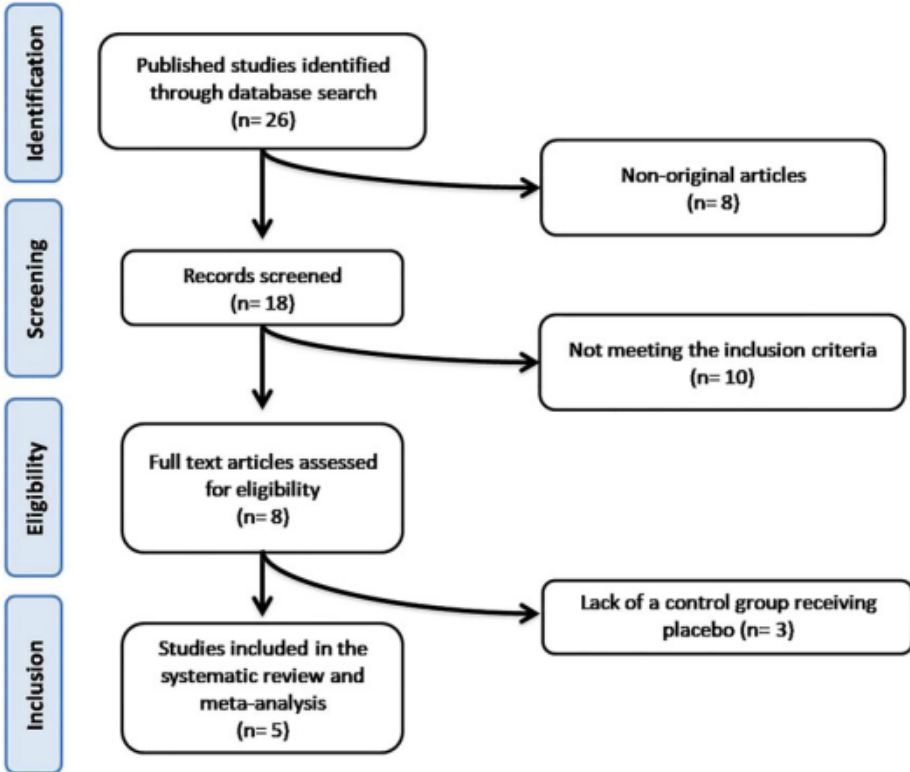 Identification
Published studies identified
through database search
(n= 26)
Non-original articles
(n= 8)
Screening
Records screened
(n= 18)
Not meeting the inclusion criteria
(n= 10)
Eligibility
Full text articles assessed
for eligibility
(n= 8)
Lack of a control group receiving
placebo (n= 3)
Inclusion
Studies included in the
systematic review and
meta-analysis
(n= 5)